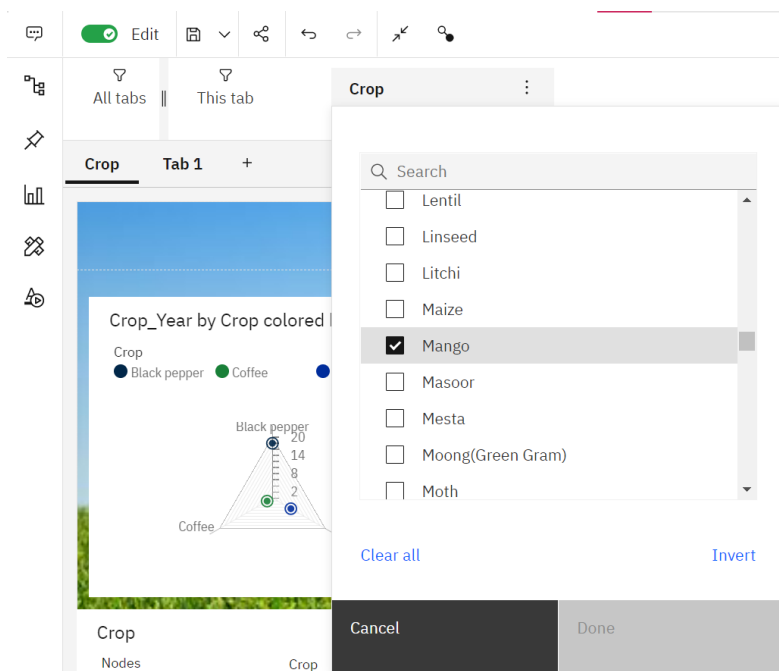 Edit
All tabs
This tab
Crop
Crop
Tab 1
+
Search
Lentil
Linseed
Litchi
Maize
Mango
Masoor
Mesta
Moong(Green Gram)
Moth
Clear all
Invert
Cancel
Done
Crop_Year by Crop colored
Crop
Black pepper
Coffee
Black pepper
20
14
8
2
Coffee
Crop
Nodes
Crop